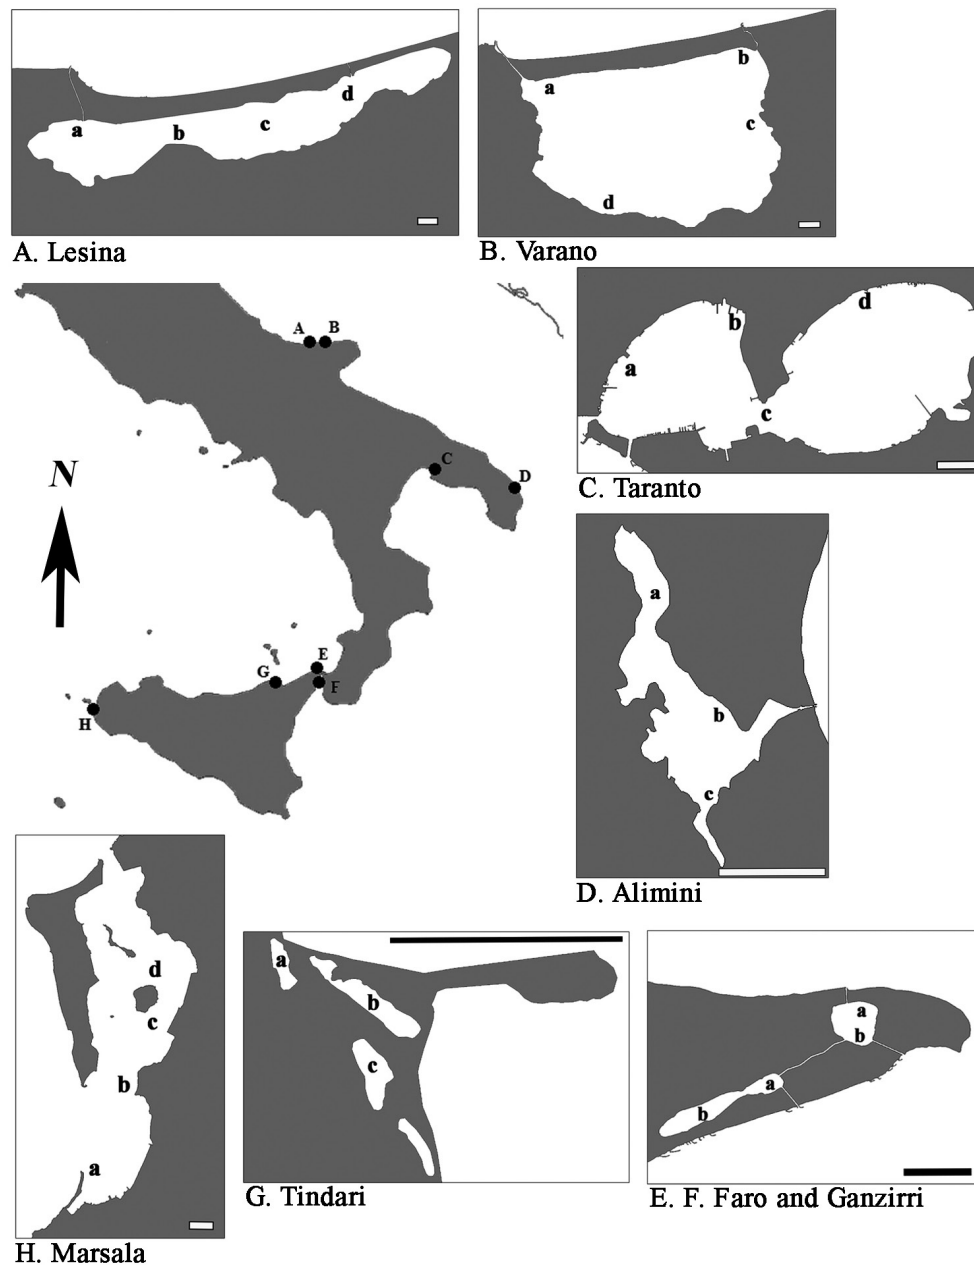 a
b
c
d
A. Lesina
a
b
c
d
B. Varano
A
B
C
D
E
F
G
H
N
a
b
c
d
C. Taranto
a
b
c
D. Alimini
a
b
c
d
H. Marsala
a
b
c
G. Tindari
a
b
a
b
E. F. Faro and Ganzirri